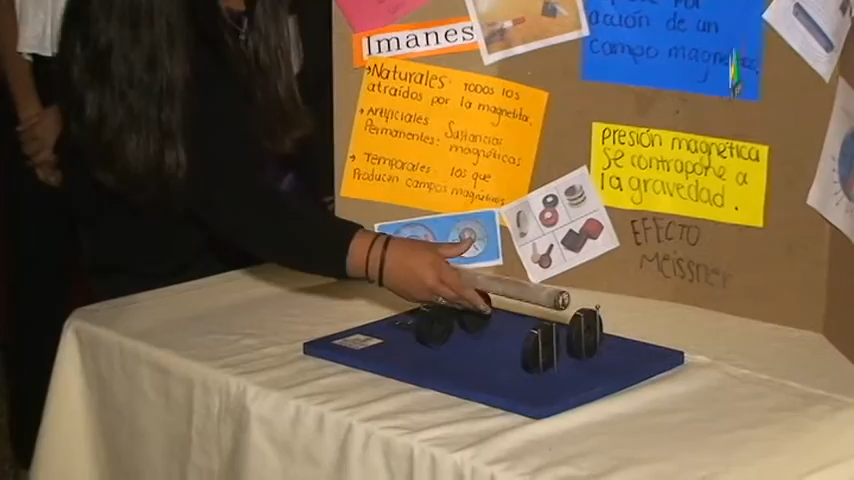 Imanes
→Naturales: TODOS los
atraídos por la magnetita.
→Artificiales
Permanentes: Sustancias
magnéticas
→Temporales: los que
Producen campos magnéticos
acción de un
campo magnético.
Presión magnética
Se contrapone a
la gravedad.
EFECTO
Meissner